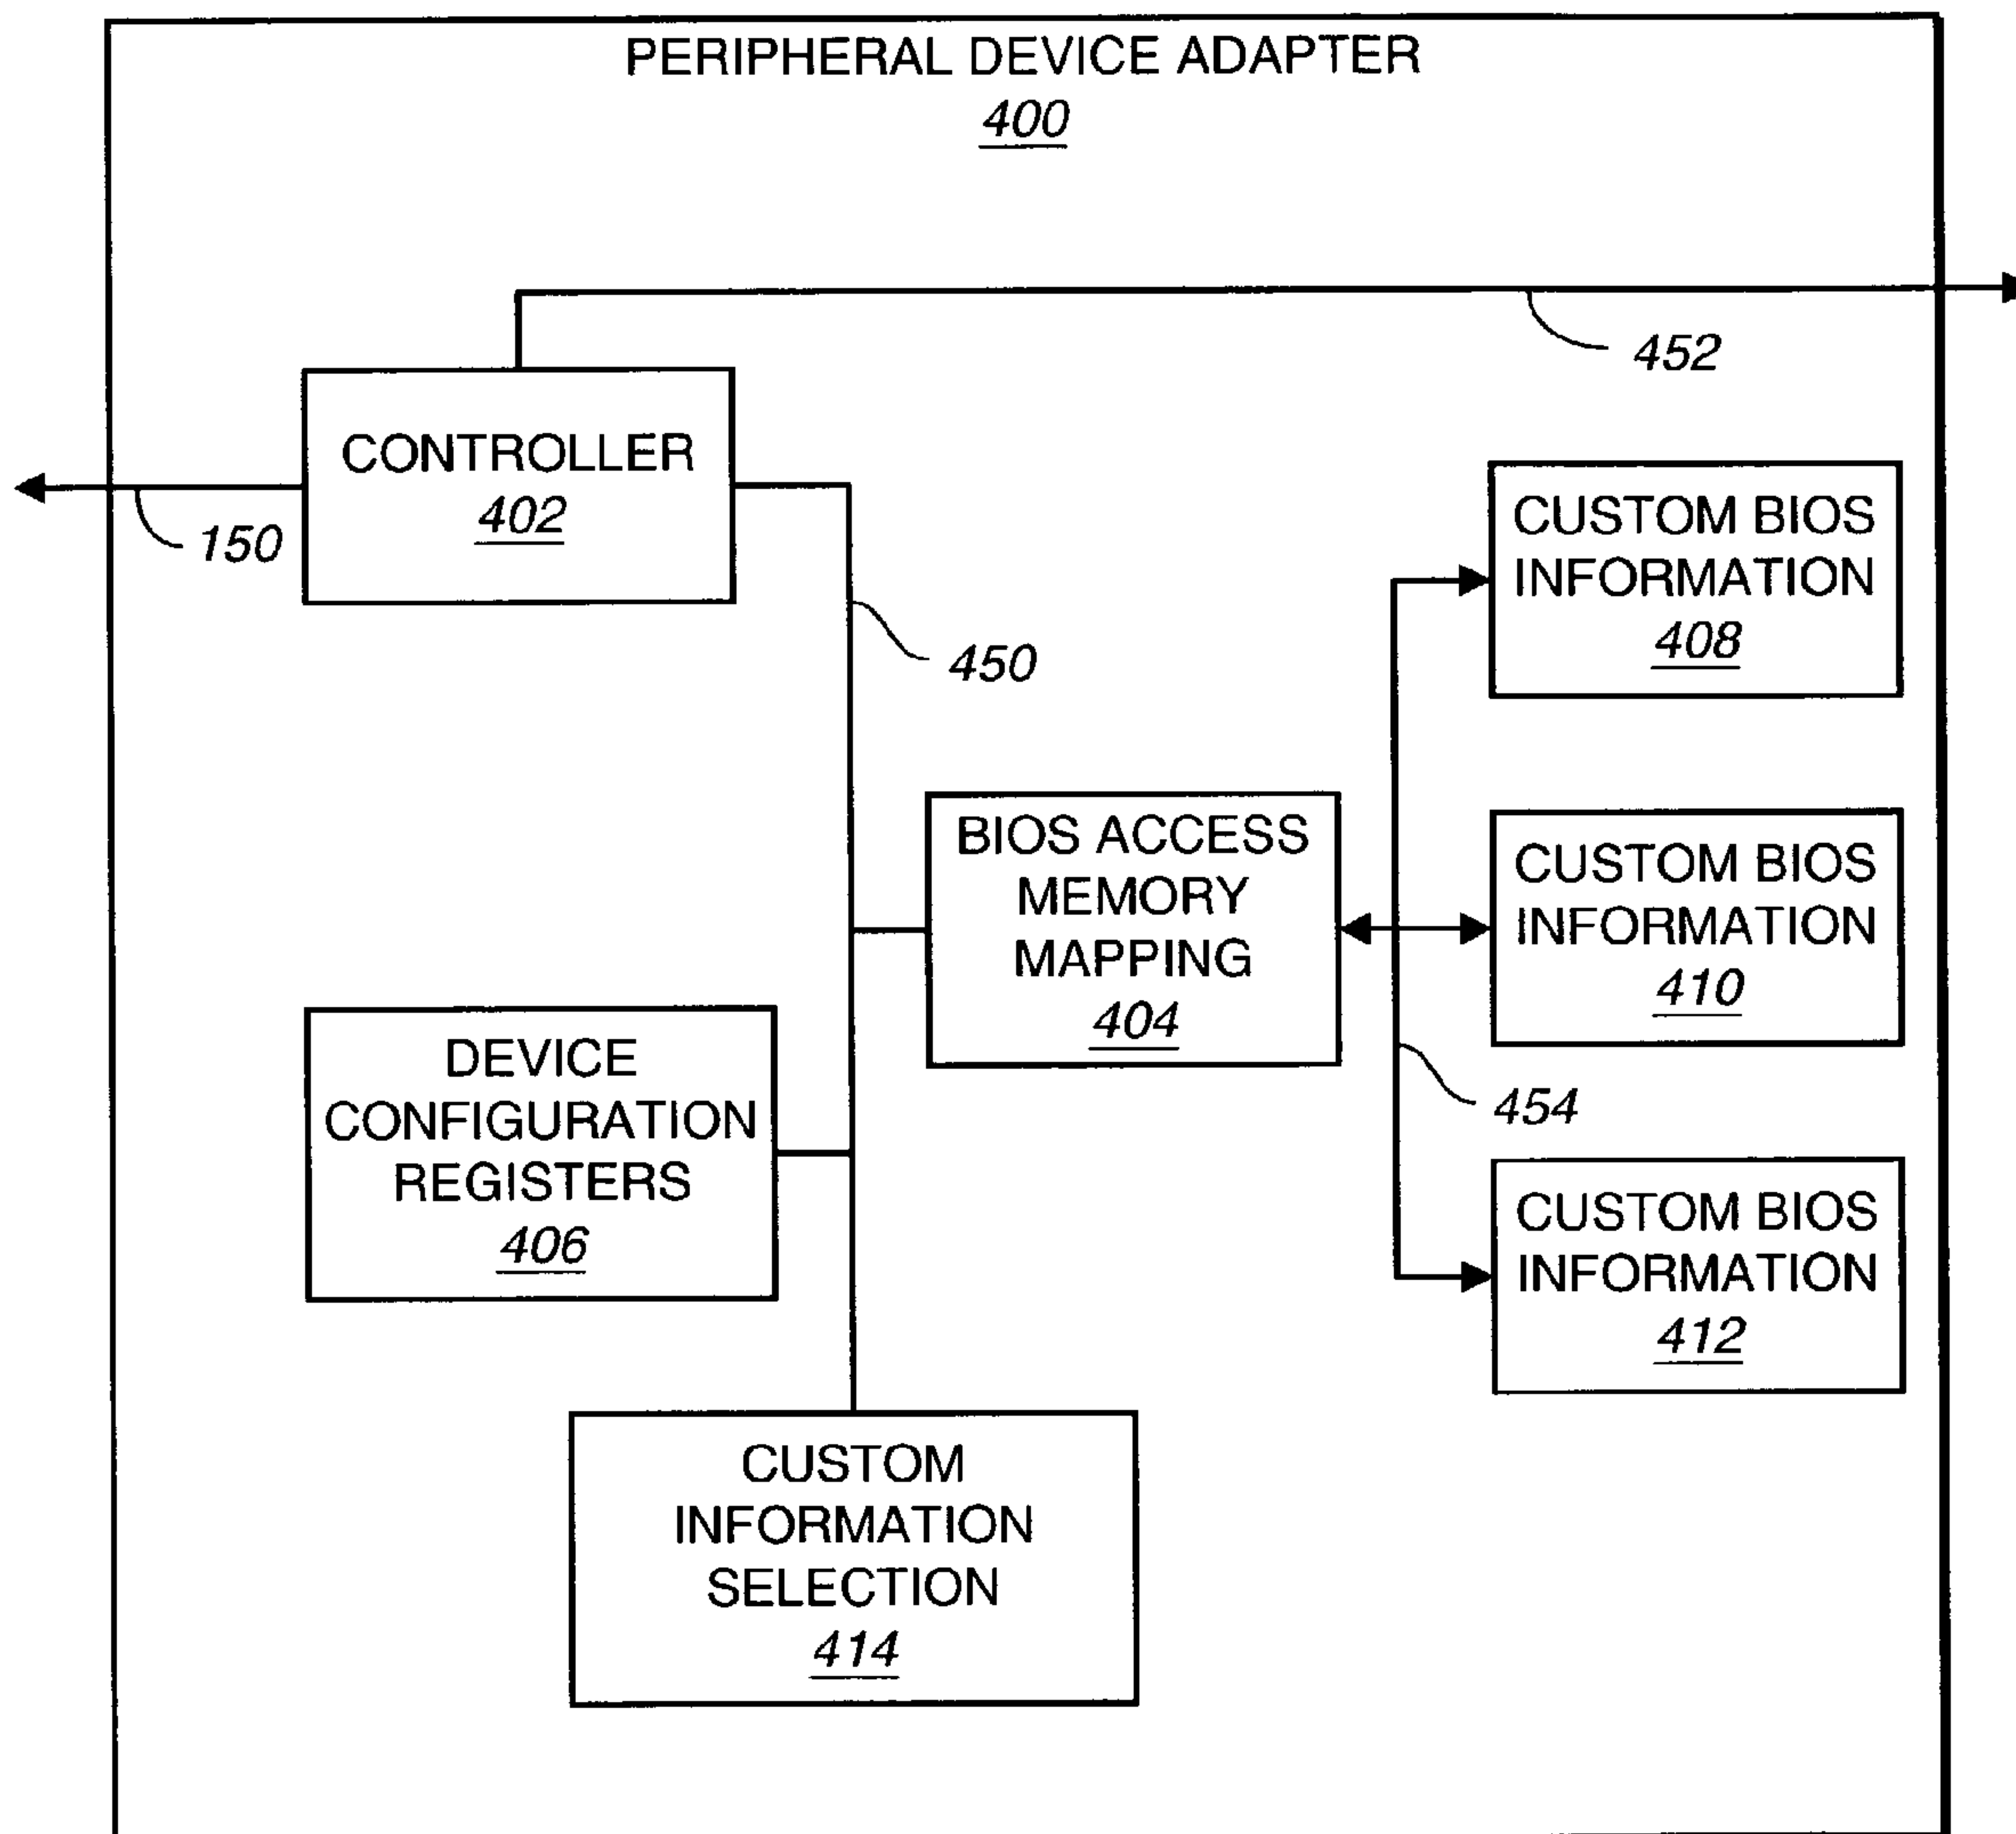 PERIPHERAL DEVICE ADAPTER
400
452
CONTROLLER
402
150
450
CUSTOM BIOS
INFORMATION
408
BIOS ACCESS
MEMORY
MAPPING
404
CUSTOM BIOS
INFORMATION
410
454
DEVICE
CONFIGURATION
REGISTERS
406
CUSTOM BIOS
INFORMATION
412
CUSTOM
INFORMATION
SELECTION
414